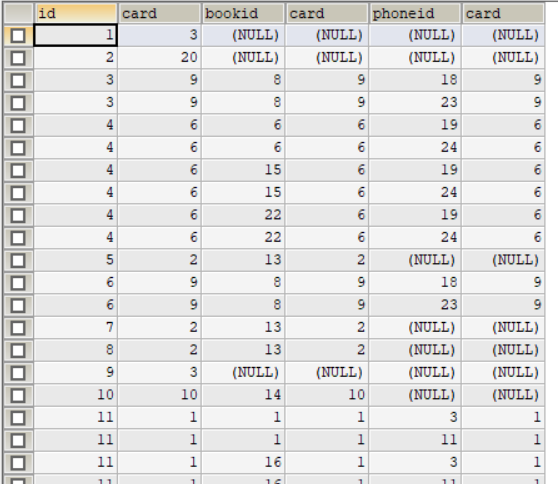 id card bookid card phoneid card
1 3 (NULL) (NULL) (NULL) (NULL)
2 20 (NULL) (NULL) (NULL) (NULL)
3 9 8 9 18 9
3 9 8 9 23 9
4 6 6 6 19 6
4 6 6 6 24 6
4 6 15 6 19 6
4 6 15 6 24 6
4 6 22 6 19 6
4 6 22 6 24 6
5 2 13 2 (NULL) (NULL)
6 9 8 9 18 9
6 9 8 9 23 9
7 2 13 2 (NULL) (NULL)
8 2 13 2 (NULL) (NULL)
9 3 (NULL) (NULL) (NULL) (NULL)
10 10 14 10 (NULL) (NULL)
11 1 1 1 3 1
11 1 1 1 11 1
11 1 16 1 3 1
11 1 16 1 11 1